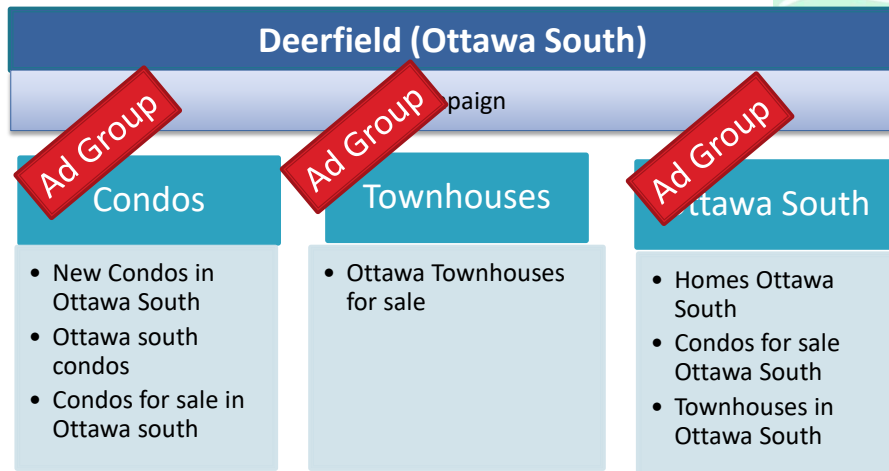 Deerfield (Ottawa South)
paign
Ad Group
Condos
• New Condos in
Ottawa South
• Ottawa south
condos
• Condos for sale in
Ottawa south
Ad Group
Townhouses
• Ottawa Townhouses
for sale
Ad Group
ttawa South
• Homes Ottawa
South
• Condos for sale
Ottawa South
• Townhouses in
Ottawa South